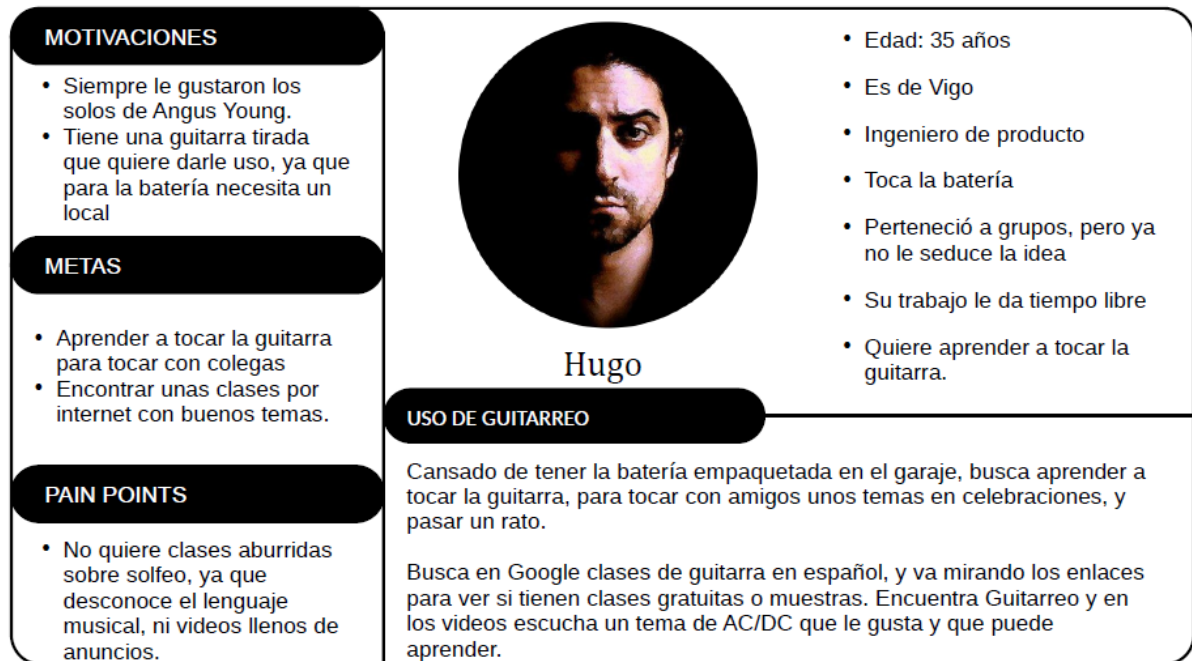 MOTIVACIONES
• Siempre le gustaron los
solos de Angus Young.
• Tiene una guitarra tirada
que quiere darle uso, ya que
para la batería necesita un
local
METAS
• Aprender a tocar la guitarra
para tocar con colegas
• Encontrar unas clases por
internet con buenos temas.
PAIN POINTS
• No quiere clases aburridas
sobre solfeo, ya que
desconoce el lenguaje
musical, ni videos llenos de
anuncios.
Hugo
• Edad: 35 años
• Es de Vigo
• Ingeniero de producto
• Toca la batería
• Perteneció a grupos, pero ya
no le seduce la idea
• Su trabajo le da tiempo libre
• Quiere aprender a tocar la
guitarra.
USO DE GUITARREO
Cansado de tener la batería empaquetada en el garaje, busca aprender a
tocar la guitarra, para tocar con amigos unos temas en celebraciones, y
pasar un rato.
Busca en Google clases de guitarra en español, y va mirando los enlaces
para ver si tienen clases gratuitas o muestras. Encuentra Guitarreo y en
los videos escucha un tema de AC/DC que le gusta y que puede
aprender.